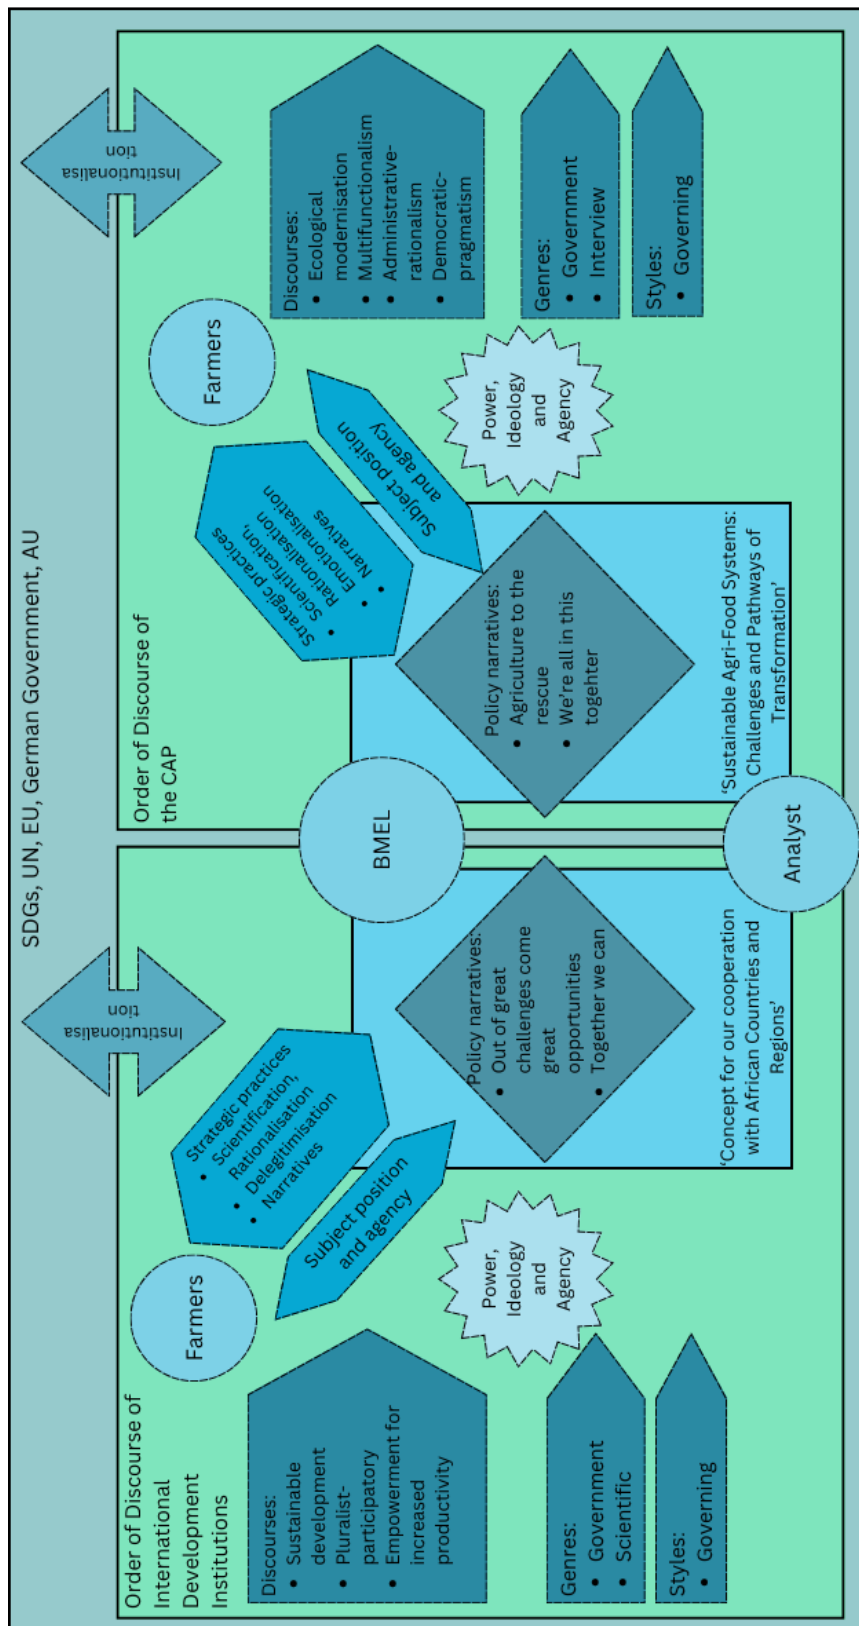 SDGs, UN, EU, German Government, AU
Order of Discourse of
International
Development
Institutions
Institutionalisa
tion
Farmers
Strategic practices
• Scientification,
Rationalisation
• Delegitimisation
• Narratives
Subject position
and agency
Discourses:
• Sustainable
development
• Pluralist-
participatory
• Empowerment for
increased
productivity
Power,
Ideology
and
Agency
Genres:
• Government
• Scientific
Styles:
• Governing
Policy narratives:
• Out of great
challenges come
great
opportunities
• Together we can
'Concept for our cooperation
with African Countries and
Regions'
BMEL
Analyst
Order of Discourse of
the CAP
Institutionalisa
tion
Farmers
Strategic practices
• Scientification,
Rationalisation
• Emotionalisation
• Narratives
Subject position
and agency
Policy narratives:
• Agriculture to the
rescue
• We're all in this
togehter
'Sustainable Agri-Food Systems:
Challenges and Pathways of
Transformation'
Power,
Ideology
and
Agency
Discourses:
• Ecological
modernisation
• Multifunctionalism
• Administrative-
rationalism
• Democratic-
pragmatism
Genres:
• Government
• Interview
Styles:
• Governing